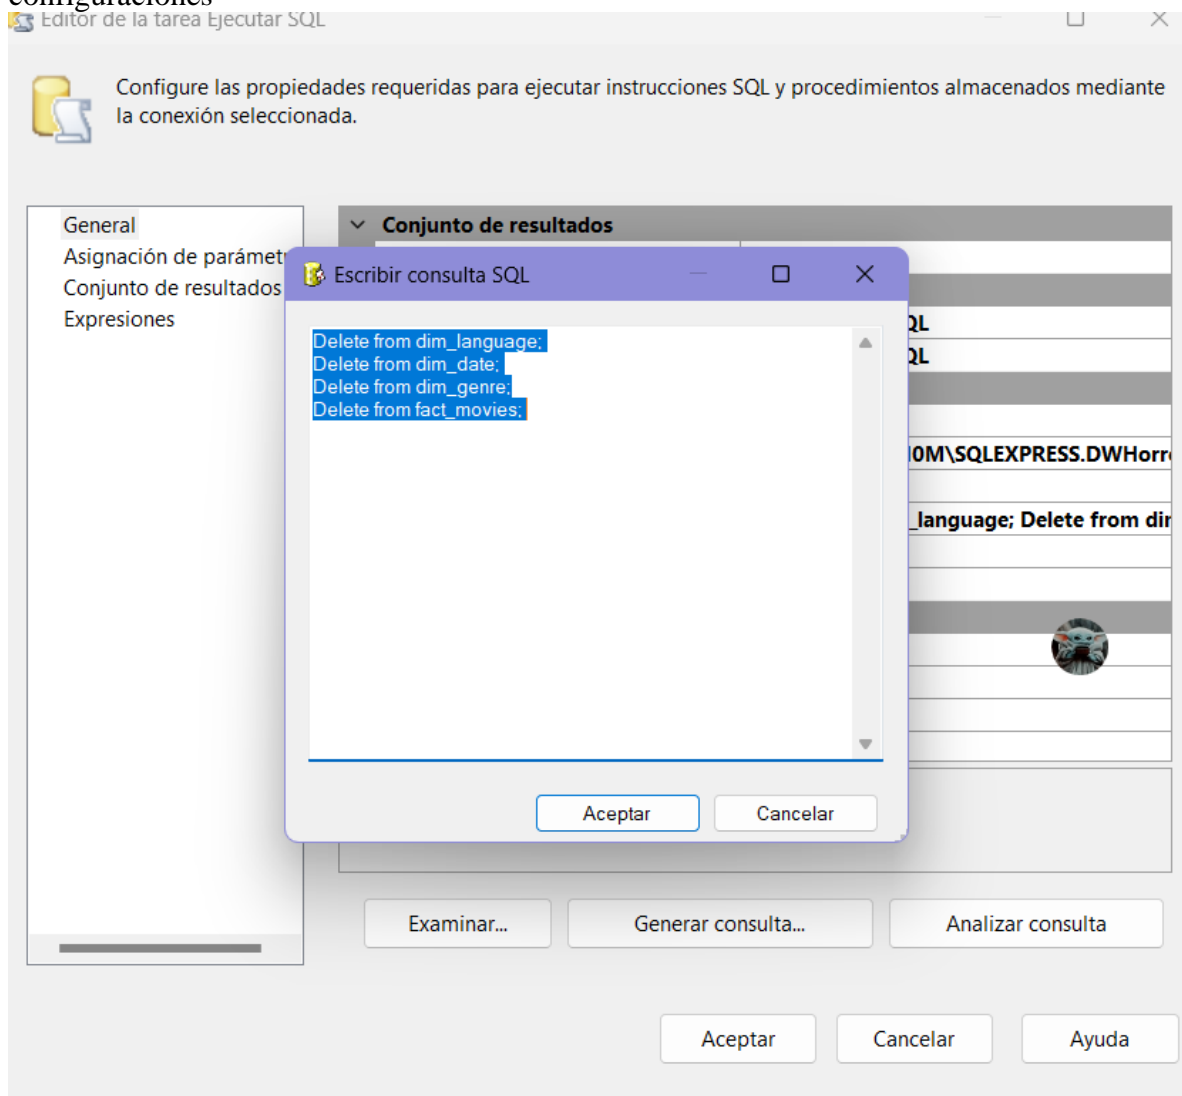 configuraciones
Editor de la tarea Ejecutar SQL
Configure las propiedades requeridas para ejecutar instrucciones SQL y procedimientos almacenados mediante
la conexión seleccionada.
General
Asignación de parámet
Conjunto de resultados
Expresiones
Conjunto de resultados
Escribir consulta SQL
Delete from dim_language;
Delete from dim_date;
Delete from dim_genre;
Delete from fact_movies;
QL
QL
0M\SQLEXPRESS.DWHorr
_language; Delete from dim
Aceptar
Cancelar
Examinar...
Generar consulta...
Analizar consulta
Aceptar
Cancelar
Ayuda